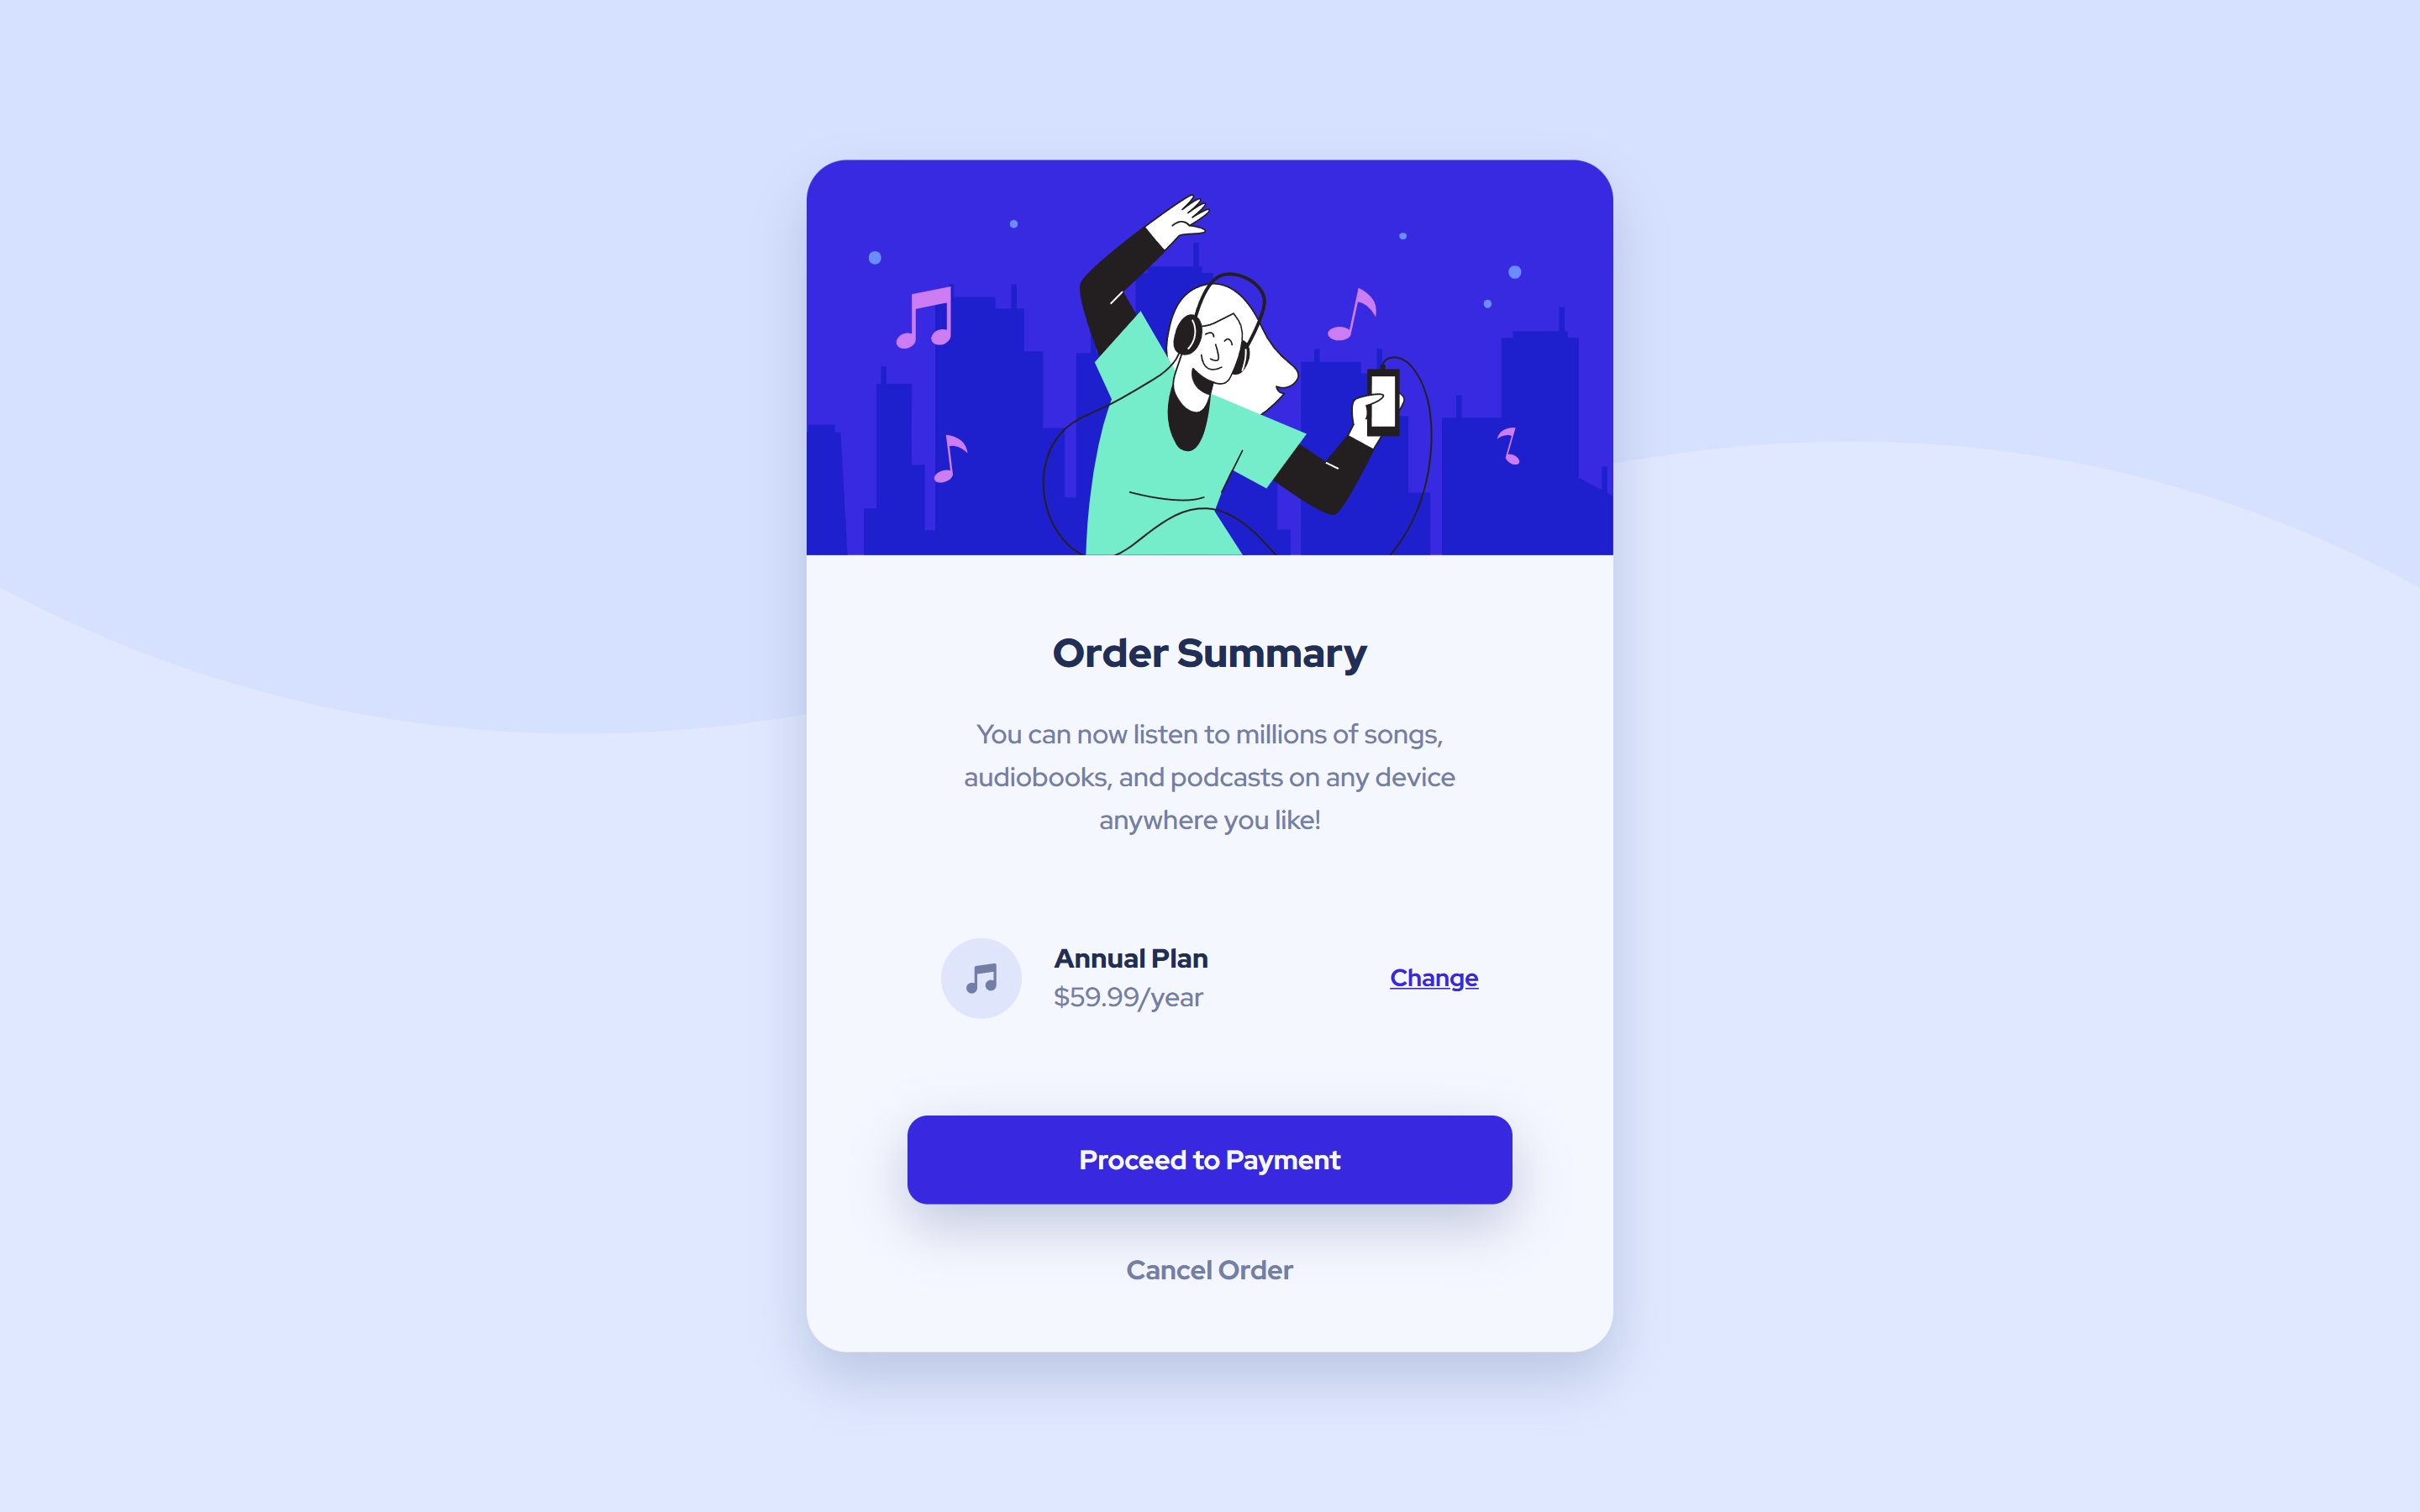 Order Summary
You can now listen to millions of songs,
audiobooks, and podcasts on any device
anywhere you like!
Annual Plan
$59.99/year
Change
Proceed to Payment
Cancel Order